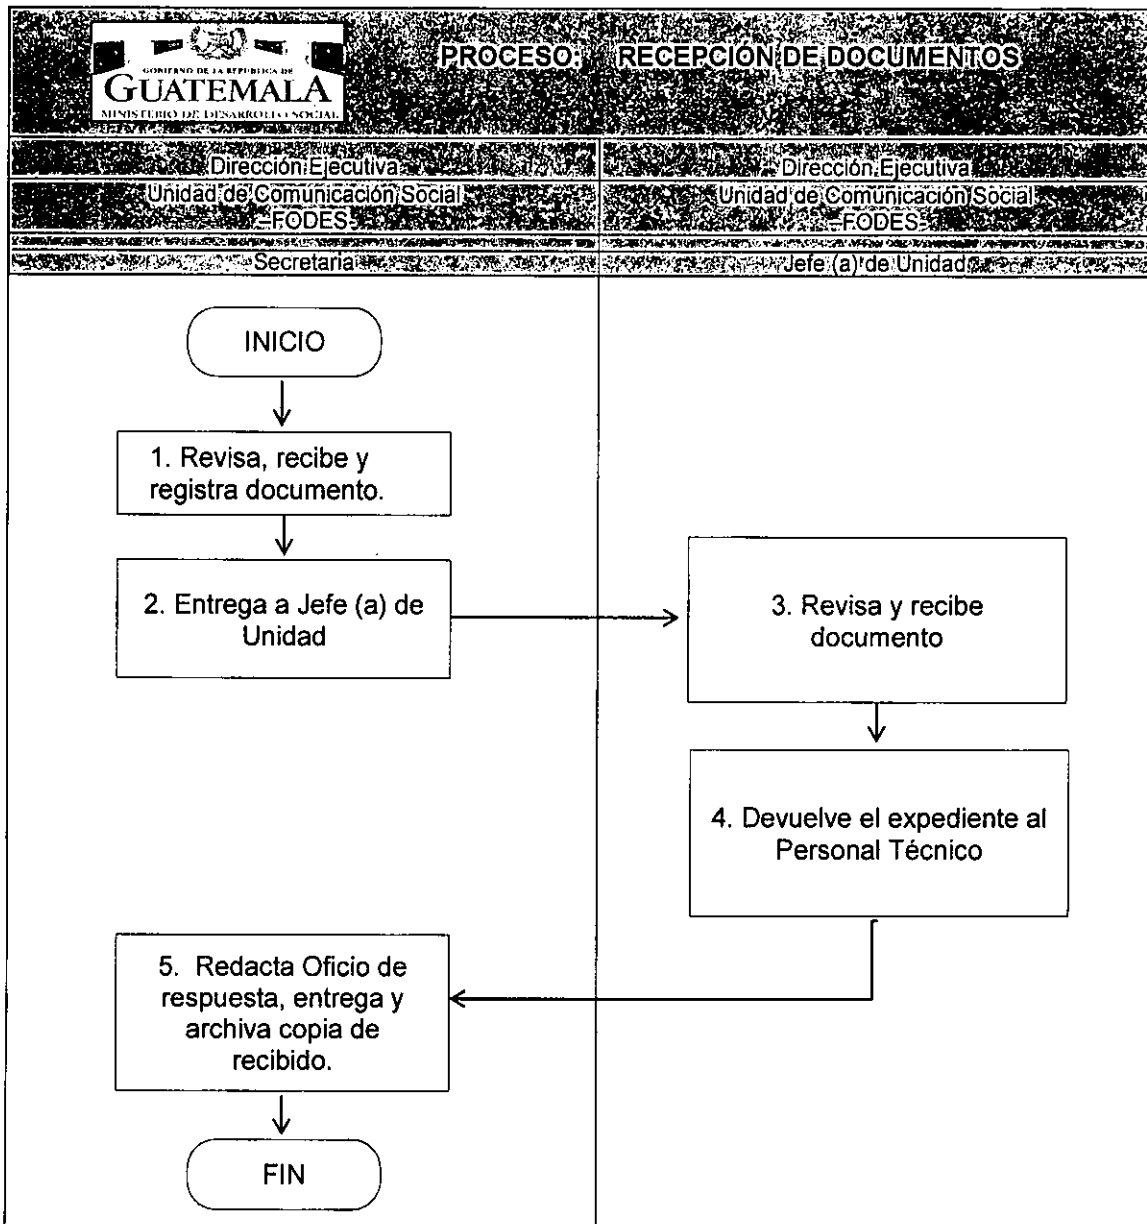 GOBIERNO DE LA REPUBLICA DE
GUATEMALA
MINISTERIO DE DESARROLLO SOCIAL
PROCESO: RECEPCIÓN DE DOCUMENTOS
Dirección Ejecutiva
Unidad de Comunicación Social
-FODES-
Secretaria
Dirección Ejecutiva
Unidad de Comunicación Social
-FODES-
Jefe (a) de Unidad
INICIO
1. Revisa, recibe y
registra documento.
2. Entrega a Jefe (a) de
Unidad
3. Revisa y recibe
documento
4. Devuelve el expediente al
Personal Técnico
5. Redacta Oficio de
respuesta, entrega y
archiva copia de
recibido.
FIN